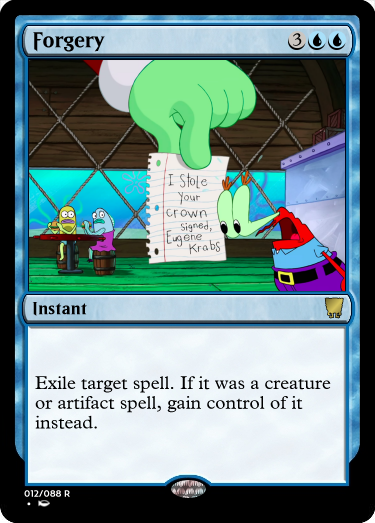 Forgery 3
I Stole
your
crown
signed,
Eugene
Krabs
Instant
Exile target spell. If it was a creature
or artifact spell, gain control of it
instead.
012/088 R